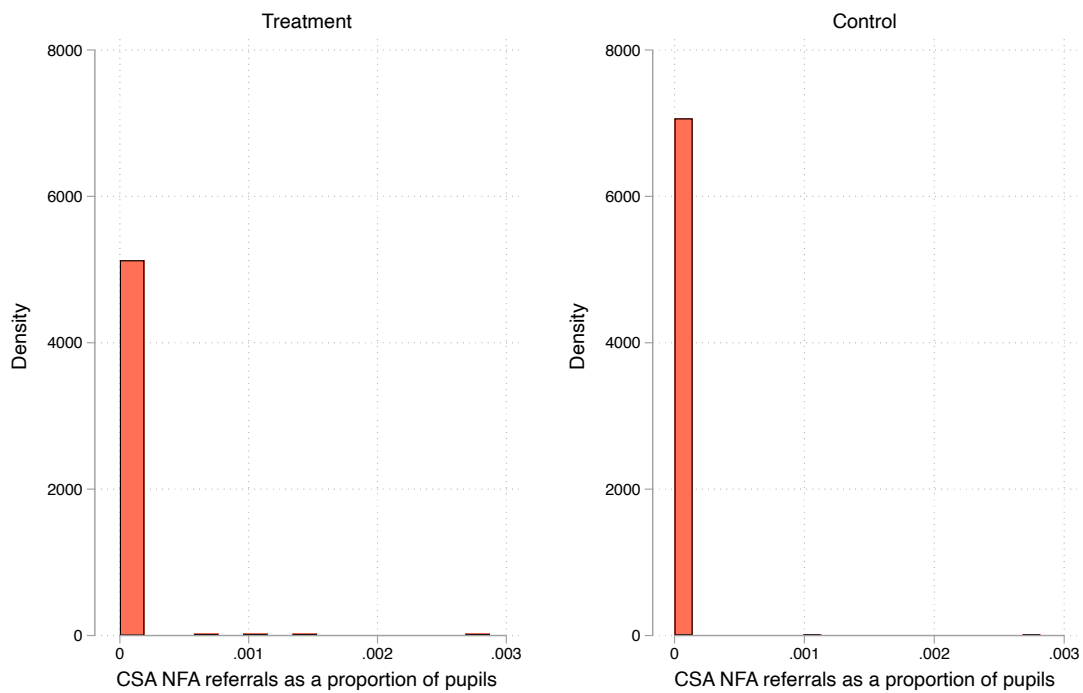 Treatment
8000
6000
4000
2000
0
Density
0 .001 .002 .003
CSA NFA referrals as a proportion of pupils
Control
8000
6000
4000
2000
0
Density
0 .001 .002 .003
CSA NFA referrals as a proportion of pupils